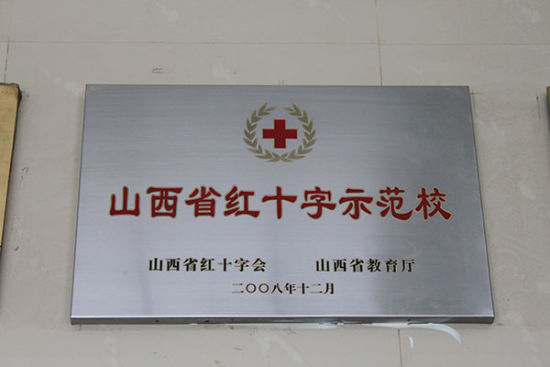 山西省红十字示范校
山西省红十字会 山西省教育厅
二〇〇八年十二月